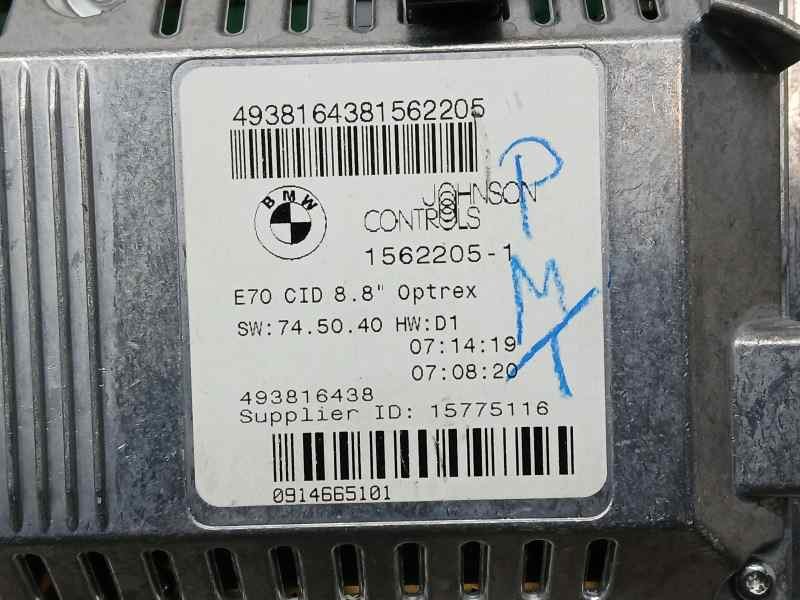 4938164381562205
BMW
JOHNSON
CONTROLS
1562205-1
E70 CID 8.8" Optrex
SW:74.50.40 HW:D1
07:14:19
07:08:20
493816438
Supplier ID: 15775116
0914665101
P
M
T